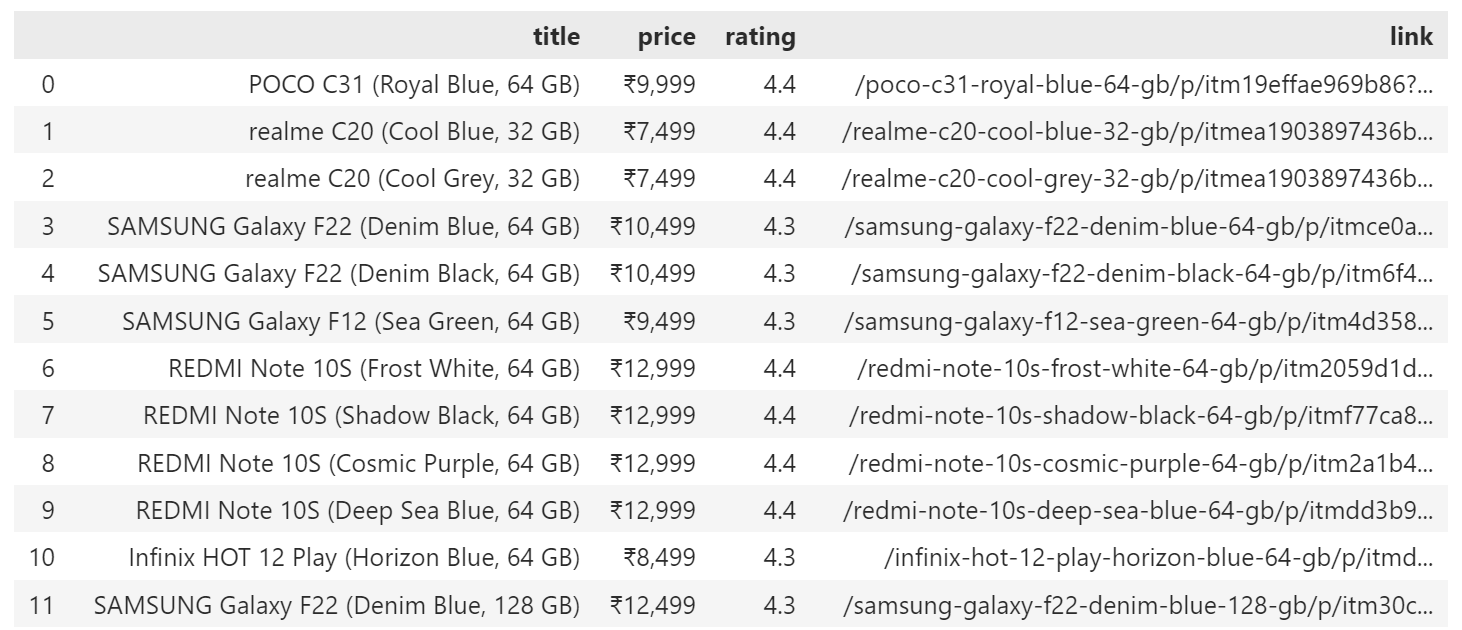 title price rating link
0 POCO C31 (Royal Blue, 64 GB) ₹9,999 4.4 /poco-c31-royal-blue-64-gb/p/itm19effae969b86?...
1 realme C20 (Cool Blue, 32 GB) ₹7,499 4.4 /realme-c20-cool-blue-32-gb/p/itmea1903897436b...
2 realme C20 (Cool Grey, 32 GB) ₹7,499 4.4 /realme-c20-cool-grey-32-gb/p/itmea1903897436b...
3 SAMSUNG Galaxy F22 (Denim Blue, 64 GB) ₹10,499 4.3 /samsung-galaxy-f22-denim-blue-64-gb/p/itmce0a...
4 SAMSUNG Galaxy F22 (Denim Black, 64 GB) ₹10,499 4.3 /samsung-galaxy-f22-denim-black-64-gb/p/itm6f4...
5 SAMSUNG Galaxy F12 (Sea Green, 64 GB) ₹9,499 4.3 /samsung-galaxy-f12-sea-green-64-gb/p/itm4d358...
6 REDMI Note 10S (Frost White, 64 GB) ₹12,999 4.4 /redmi-note-10s-frost-white-64-gb/p/itm2059d1d...
7 REDMI Note 10S (Shadow Black, 64 GB) ₹12,999 4.4 /redmi-note-10s-shadow-black-64-gb/p/itmf77ca8...
8 REDMI Note 10S (Cosmic Purple, 64 GB) ₹12,999 4.4 /redmi-note-10s-cosmic-purple-64-gb/p/itm2a1b4...
9 REDMI Note 10S (Deep Sea Blue, 64 GB) ₹12,999 4.4 /redmi-note-10s-deep-sea-blue-64-gb/p/itmdd3b9...
10 Infinix HOT 12 Play (Horizon Blue, 64 GB) ₹8,499 4.3 /infinix-hot-12-play-horizon-blue-64-gb/p/itmd...
11 SAMSUNG Galaxy F22 (Denim Blue, 128 GB) ₹12,499 4.3 /samsung-galaxy-f22-denim-blue-128-gb/p/itm30c...